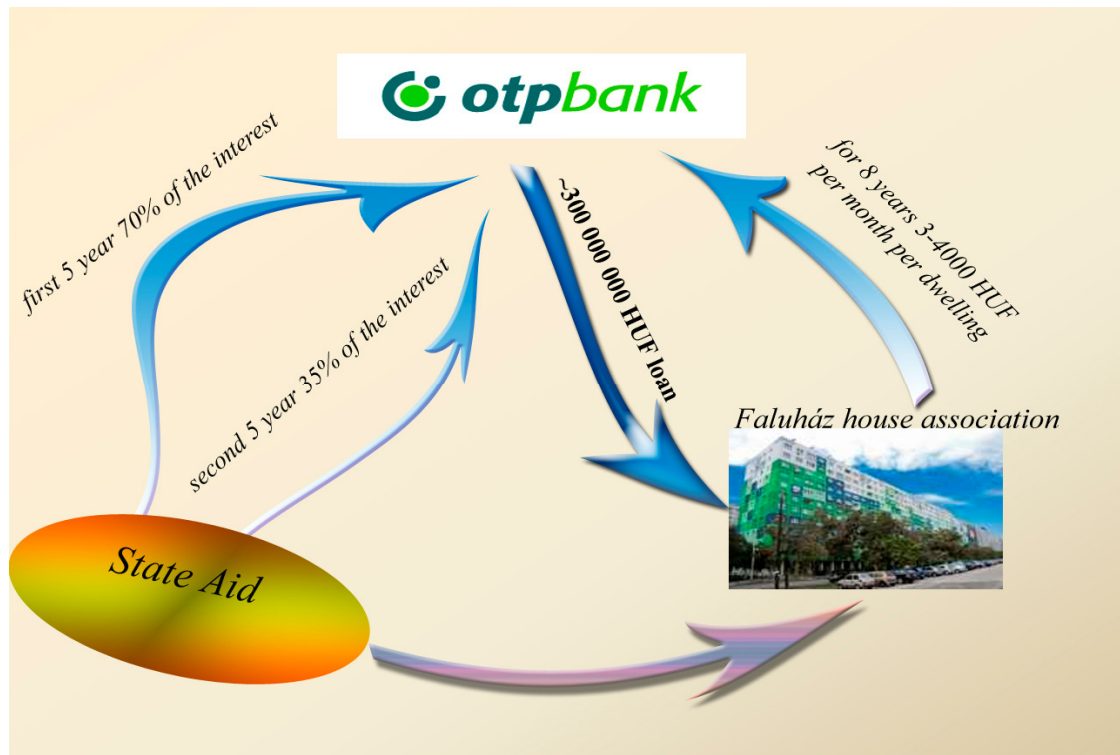 otpbank
first 5 year 70% of the interest
second 5 year 35% of the interest
~300 000 000 HUF loan
for 8 years 3-4000 HUF
per month per dwelling
Faluház house association
State Aid